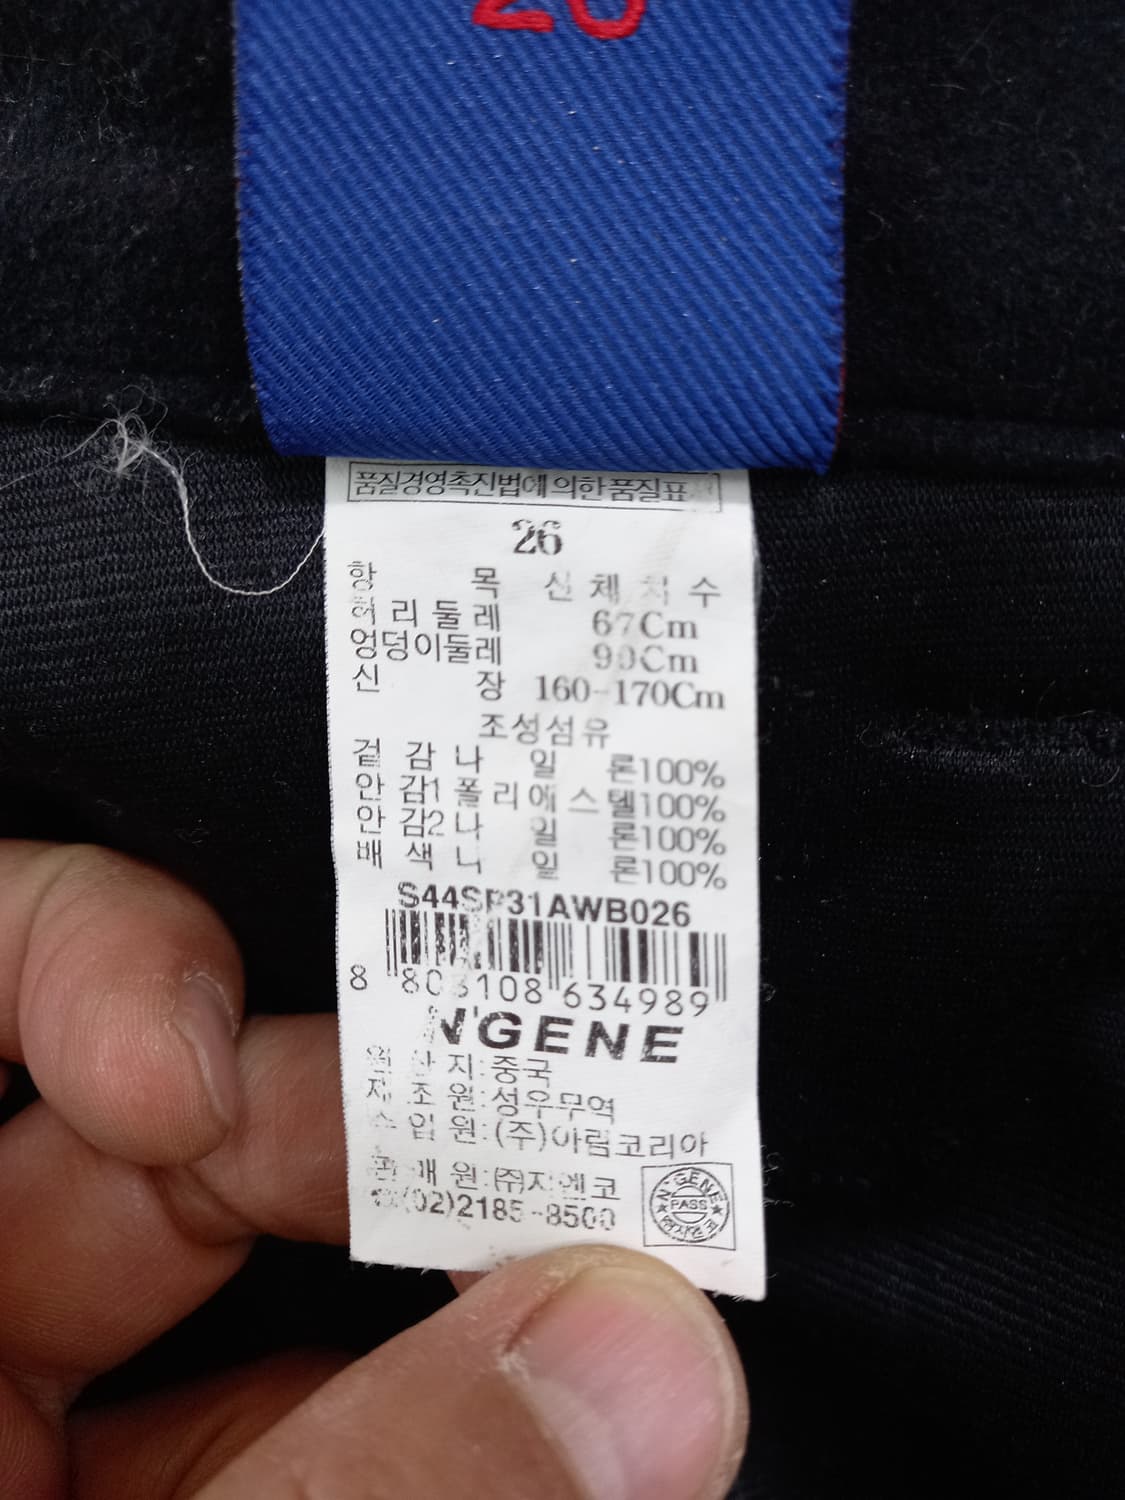 26
품질경영촉진법에의한품질표
26
항 목 신체치수
허리둘레 67Cm
엉덩이둘레 90Cm
신 장 160-170Cm
조성섬유
겉 감 나 일 론100%
안 감1 폴리에스텔100%
안 감2 나 일 론100%
배 색 나 일 론100%
S44SP31AWB026
8 803108 634989
N'GENE
원 산 지:중국
제 조 원:성우무역
수 입 원:(주)아림코리아
판 매 원:(주)지엔코
N'GENE
☎(02)2185-8500
PASS